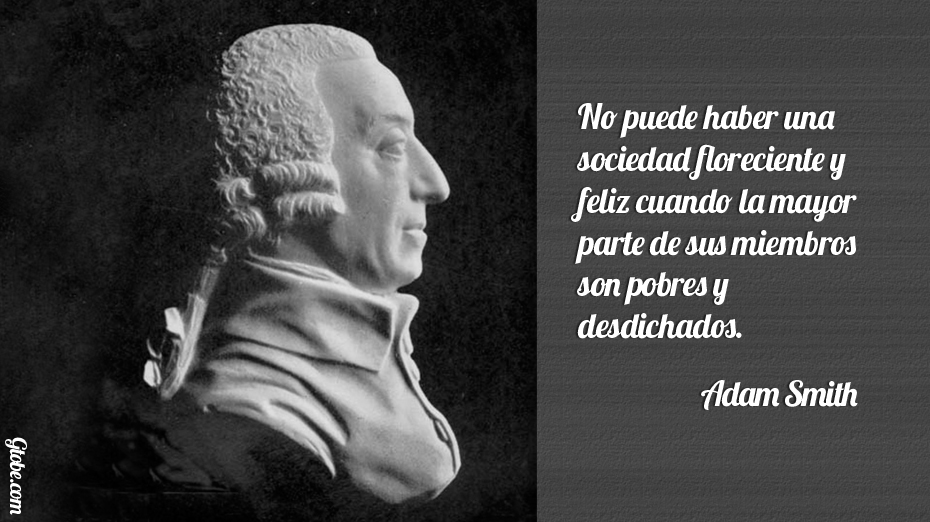 No puede haber una
sociedad floreciente y
feliz cuando la mayor
parte de sus miembros
son pobres y
desdichados.
Adam Smith
Gtobe.com